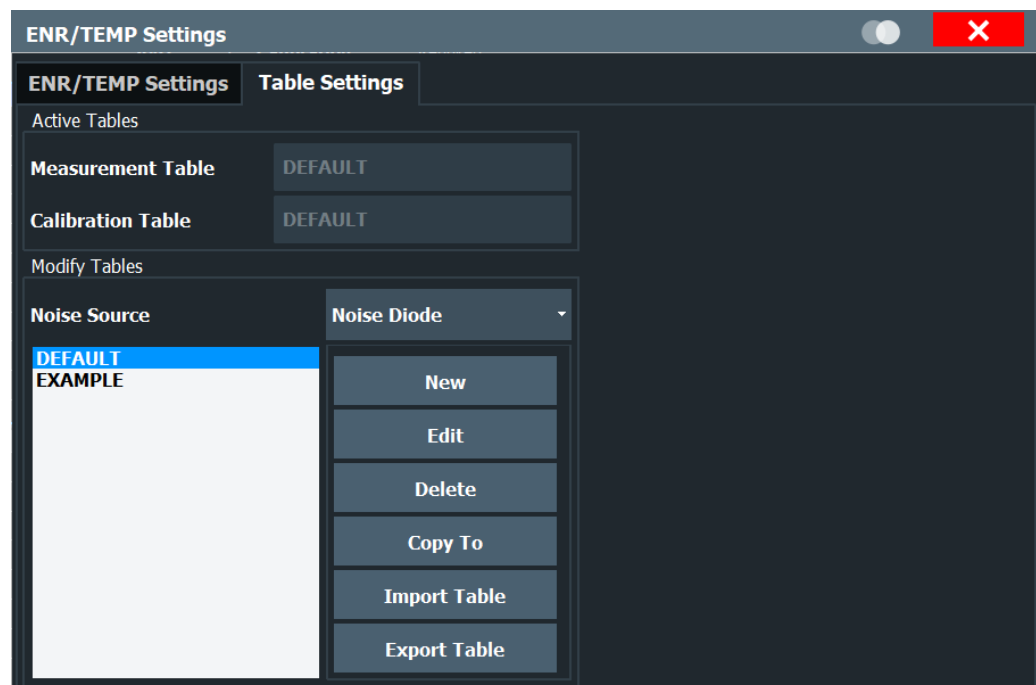 ENR/TEMP Settings
ENR/TEMP Settings
Table Settings
Active Tables
Measurement Table
DEFAULT
Calibration Table
DEFAULT
Modify Tables
Noise Source
Noise Diode
DEFAULT
EXAMPLE
New
Edit
Delete
Copy To
Import Table
Export Table